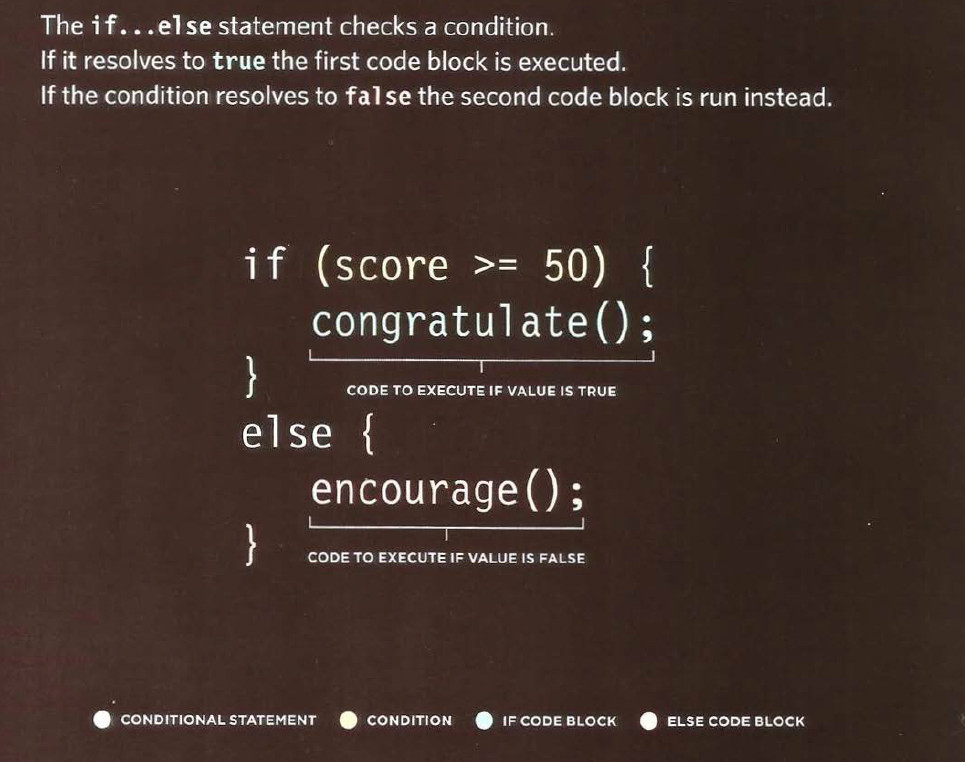 The if...else statement checks a condition.
If it resolves to true the first code block is executed.
If the condition resolves to false the second code block is run instead.
if (score >= 50) {
congratulate();
}
CODE TO EXECUTE IF VALUE IS TRUE
else {
encourage();
}
CODE TO EXECUTE IF VALUE IS FALSE
CONDITIONAL STATEMENT CONDITION IF CODE BLOCK ELSE CODE BLOCK